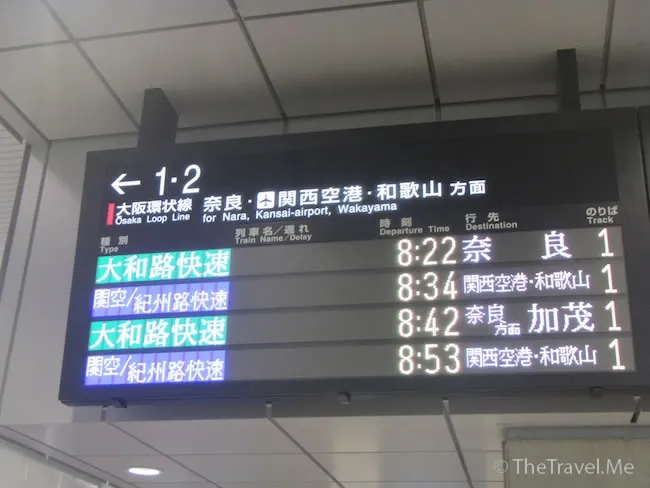 ← 1・2
大阪環状線 奈良・関西空港・和歌山 方面
Osaka Loop Line for Nara, Kansai-airport, Wakayama
種別 列車名/遅れ 時刻 行先 のりば
Type Train Name/Delay Departure Time Destination Track
大和路快速 8:22 奈良 1
関空/紀州路快速 8:34 関西空港・和歌山 1
大和路快速 8:42 奈良方面 加茂 1
関空/紀州路快速 8:53 関西空港・和歌山 1
© TheTravel.Me